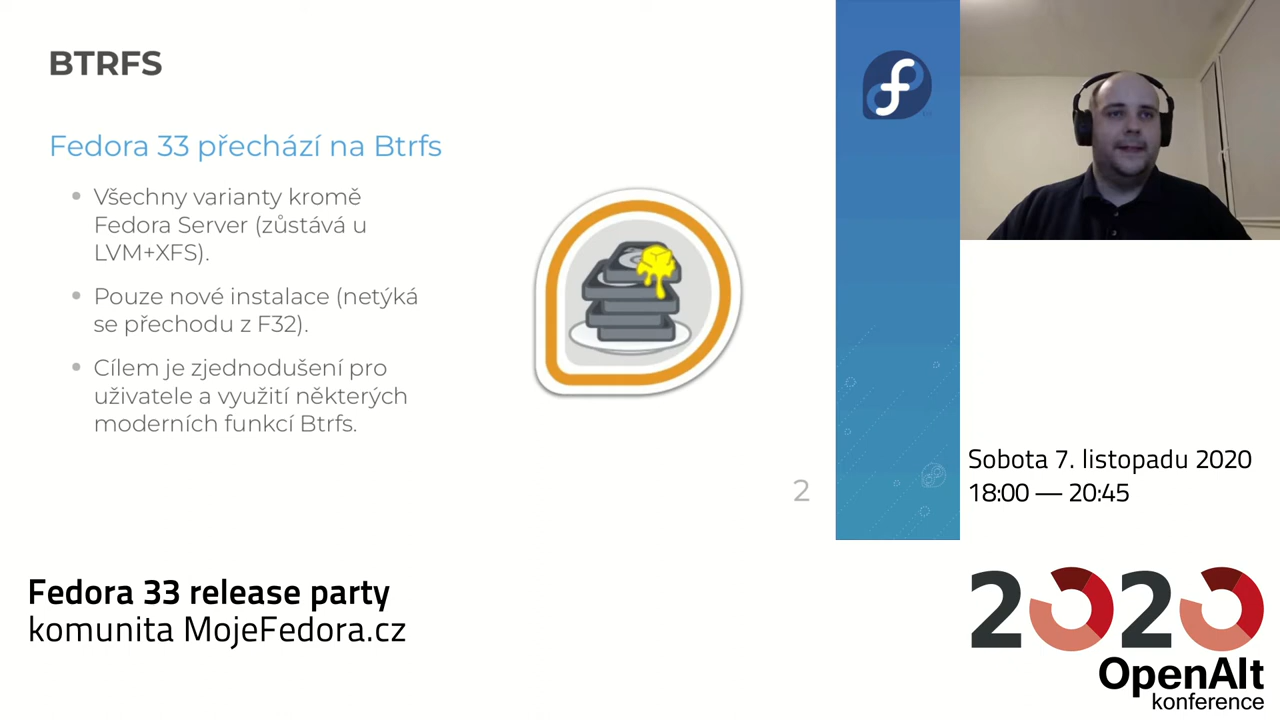 BTRFS
Fedora 33 přechází na Btrfs
Všechny varianty kromě
Fedora Server (zůstává u
LVM+XFS).
Pouze nové instalace (netýká
se přechodu z F32).
Cílem je zjednodušení pro
uživatele a využití některých
moderních funkcí Btrfs.
2
Sobota 7. listopadu 2020
18:00 — 20:45
Fedora 33 release party
komunita MojeFedora.cz
2020
OpenAlt
konference